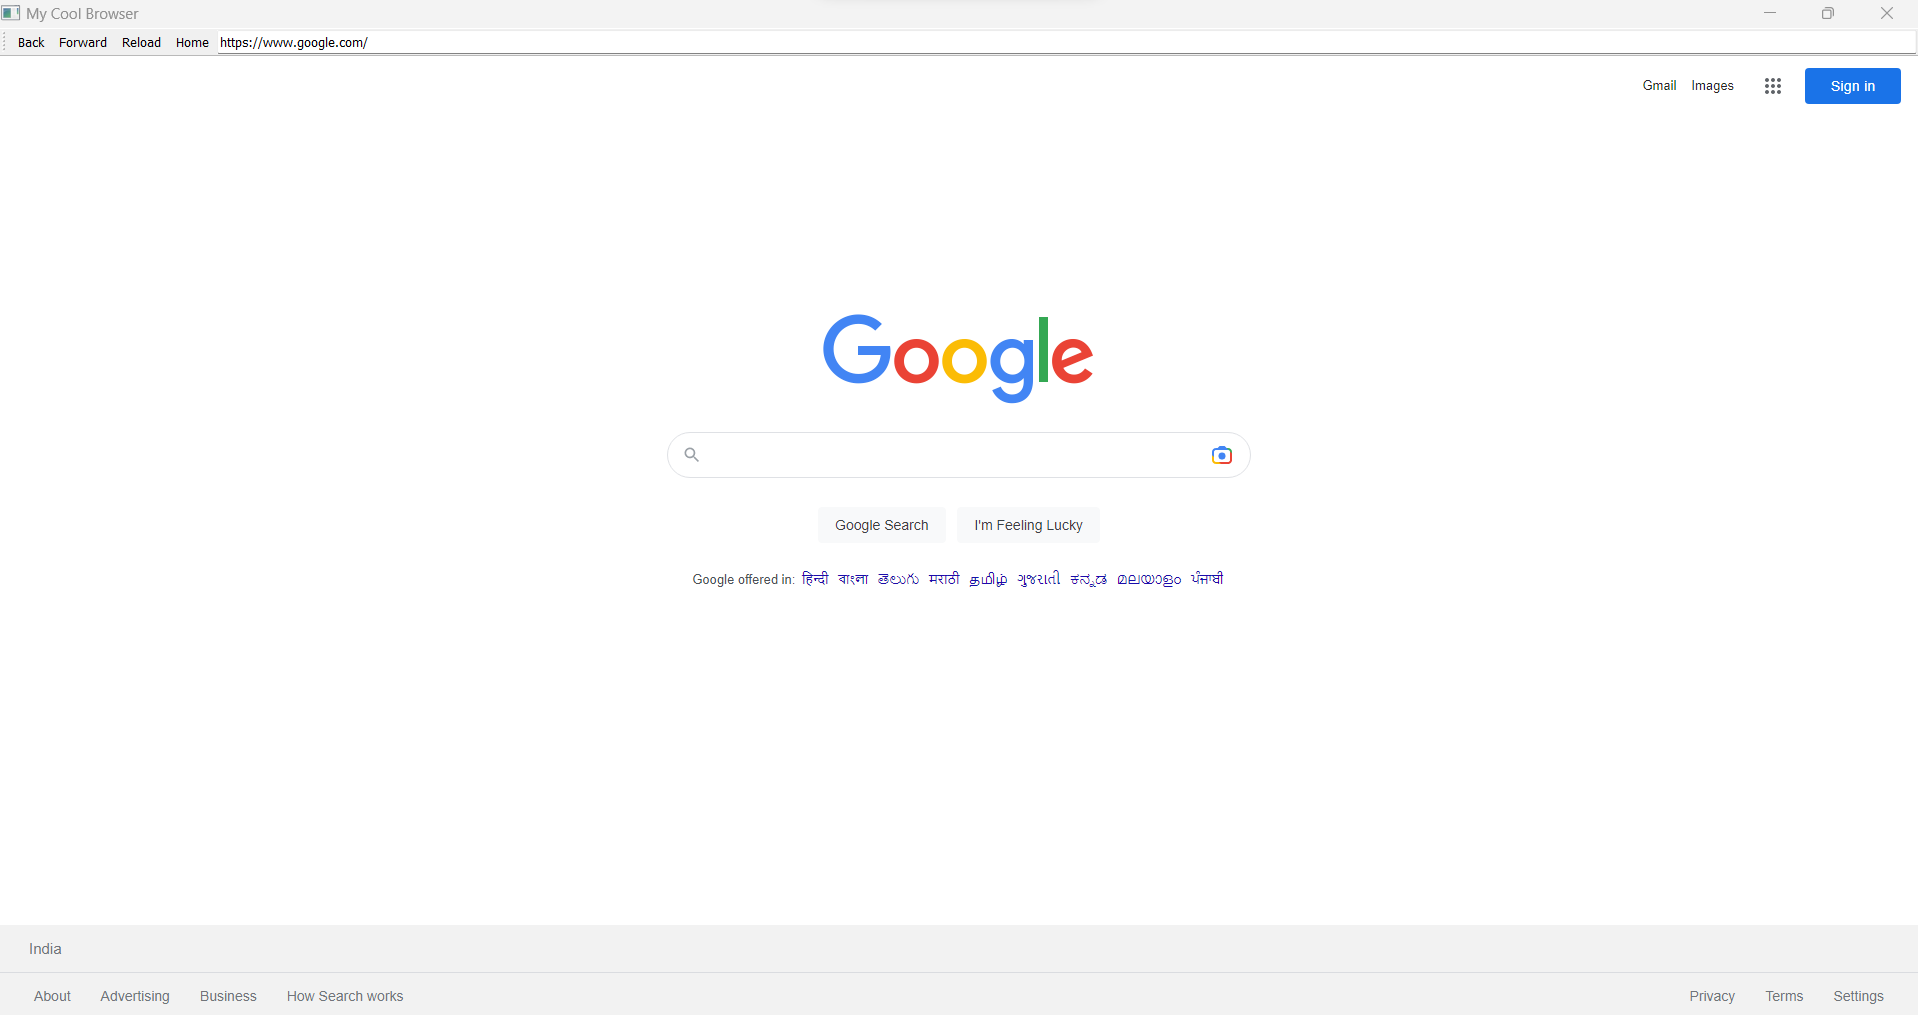 My Cool Browser
Back Forward Reload Home https://www.google.com/
Gmail Images Sign in
Google
Google Search I'm Feeling Lucky
Google offered in: हिन्दी বাংলা తెలుగు मराठी தமிழ் ગુજરાતી ಕನ್ನಡ മലയാളം ਪੰਜਾਬੀ
India
About Advertising Business How Search works Privacy Terms Settings